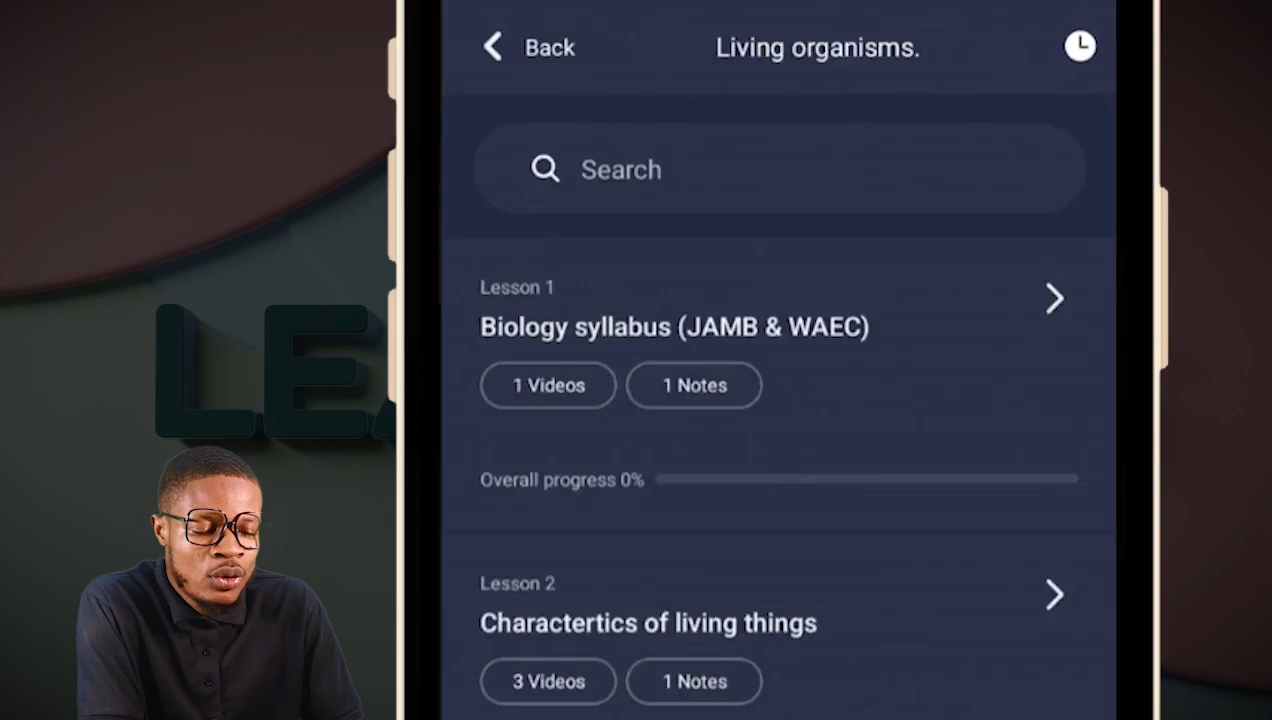 Back
Living organisms.
Search
Lesson 1
Biology syllabus (JAMB & WAEC)
1 Videos
1 Notes
Overall progress 0%
Lesson 2
Charactertics of living things
3 Videos
1 Notes